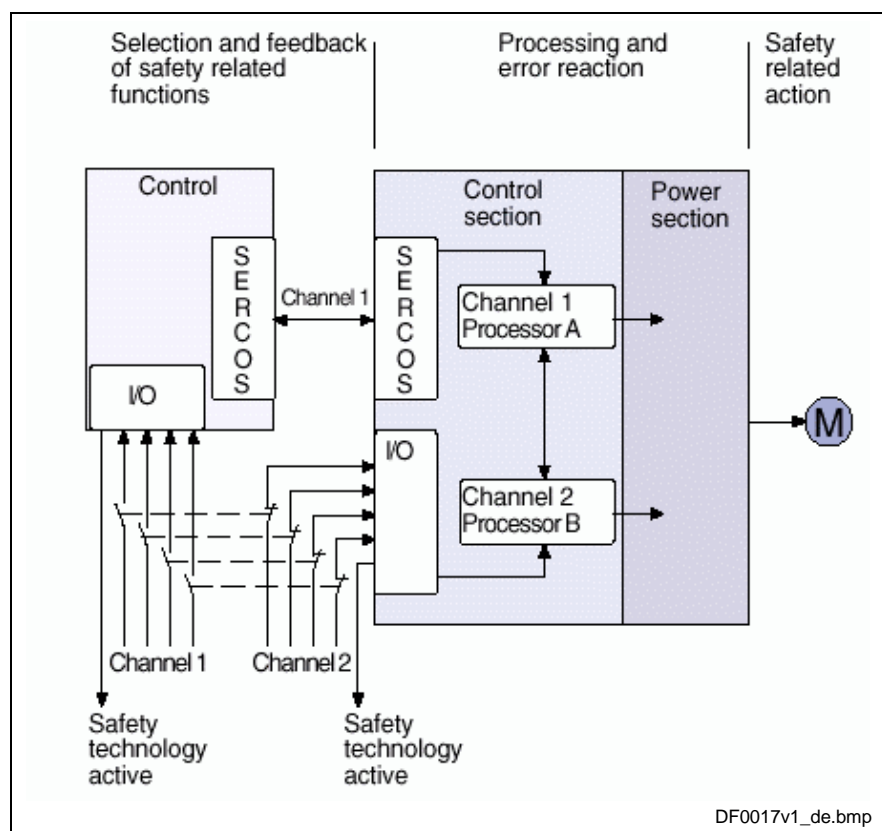 Selection and feedback
of safety related
functions
Processing and
error reaction
Safety
related
action
Control
Control
section
Power
section
SERCOS
Channel 1
SERCOS
Channel 1
Processor A
I/O
I/O
Channel 2
Processor B
M
Channel 1
Channel 2
Safety
technology
active
Safety
technology
active
DF0017v1_de.bmp